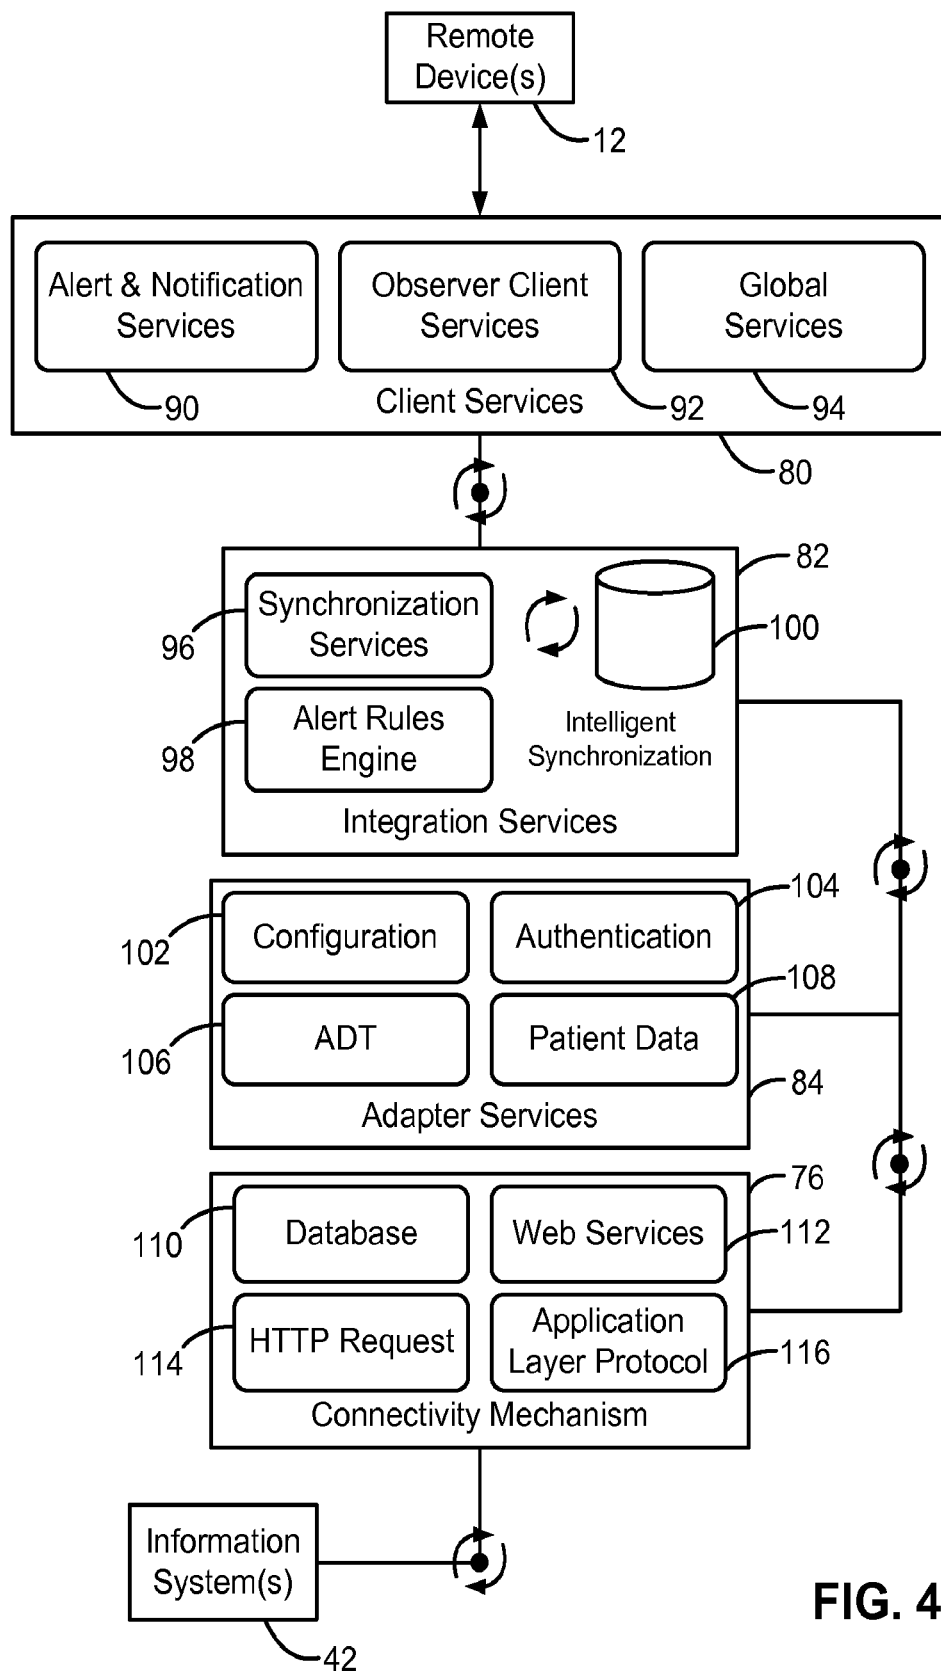 Remote
Device(s)
12
Alert & Notification
Services
Observer Client
Services
Global
Services
90
Client Services
92
94
80
82
Synchronization
Services
96
100
Alert Rules
Engine
98
Intelligent
Synchronization
Integration Services
104
Configuration
Authentication
102
108
ADT
Patient Data
106
84
Adapter Services
76
Database
Web Services
110
112
HTTP Request
Application
Layer Protocol
114
116
Connectivity Mechanism
Information
System(s)
42
FIG. 4